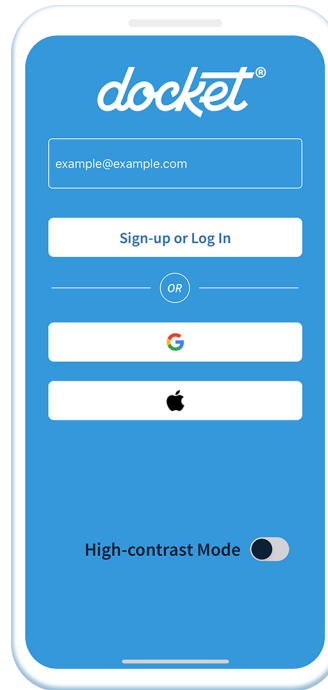 docket®
example@example.com
Sign-up or Log In
OR
G
High-contrast Mode